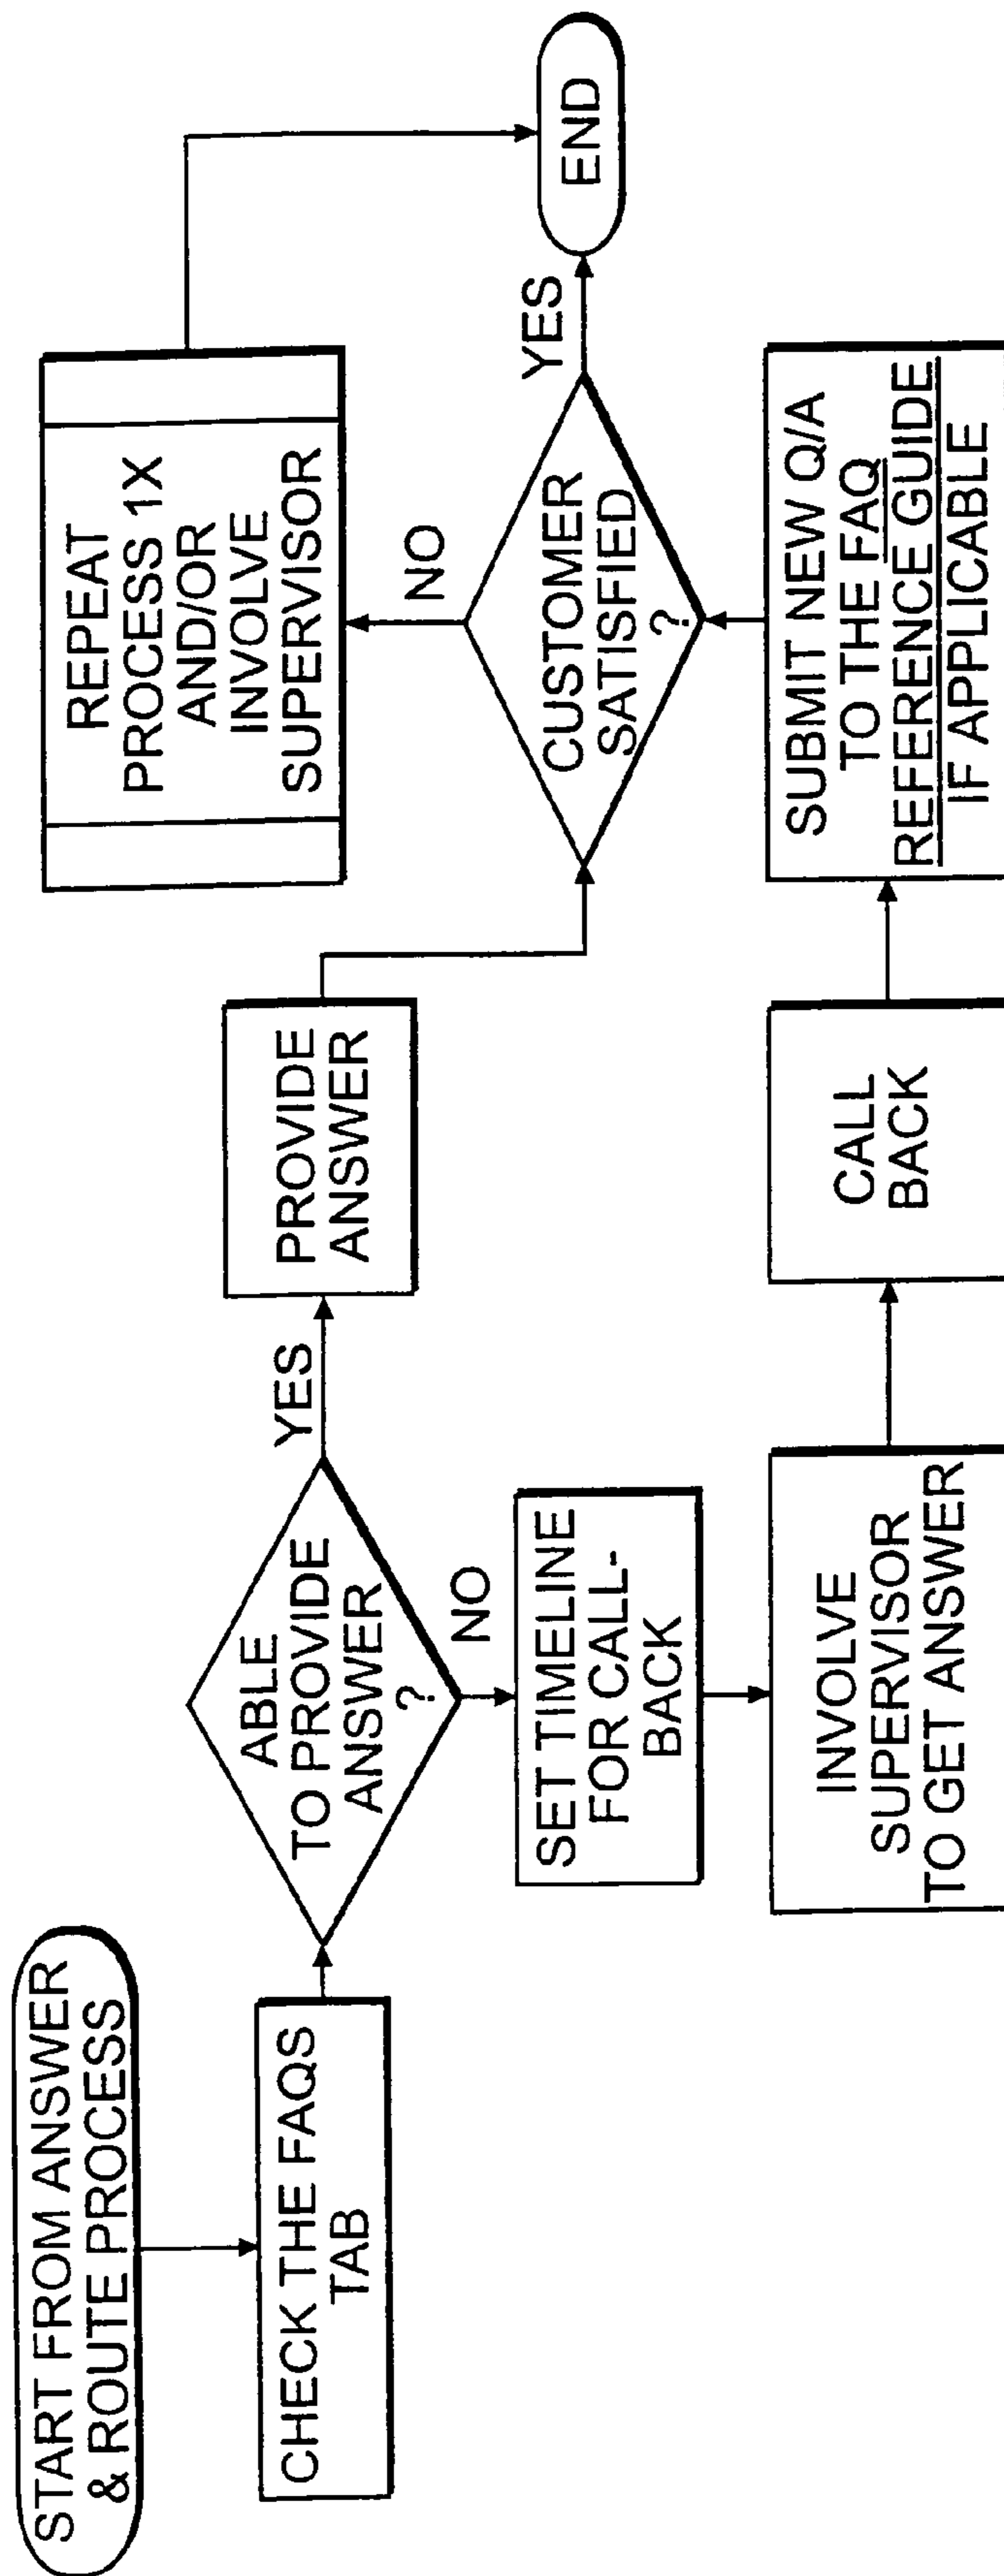 START FROM ANSWER
& ROUTE PROCESS
CHECK THE FAQS
TAB
ABLE
TO PROVIDE
ANSWER
?
YES
NO
PROVIDE
ANSWER
SET TIMELINE
FOR CALL-
BACK
INVOLVE
SUPERVISOR
TO GET ANSWER
CALL
BACK
SUBMIT NEW Q/A
TO THE FAQ
REFERENCE GUIDE
IF APPLICABLE
CUSTOMER
SATISFIED
?
NO
YES
REPEAT
PROCESS 1X
AND/OR
INVOLVE
SUPERVISOR
END